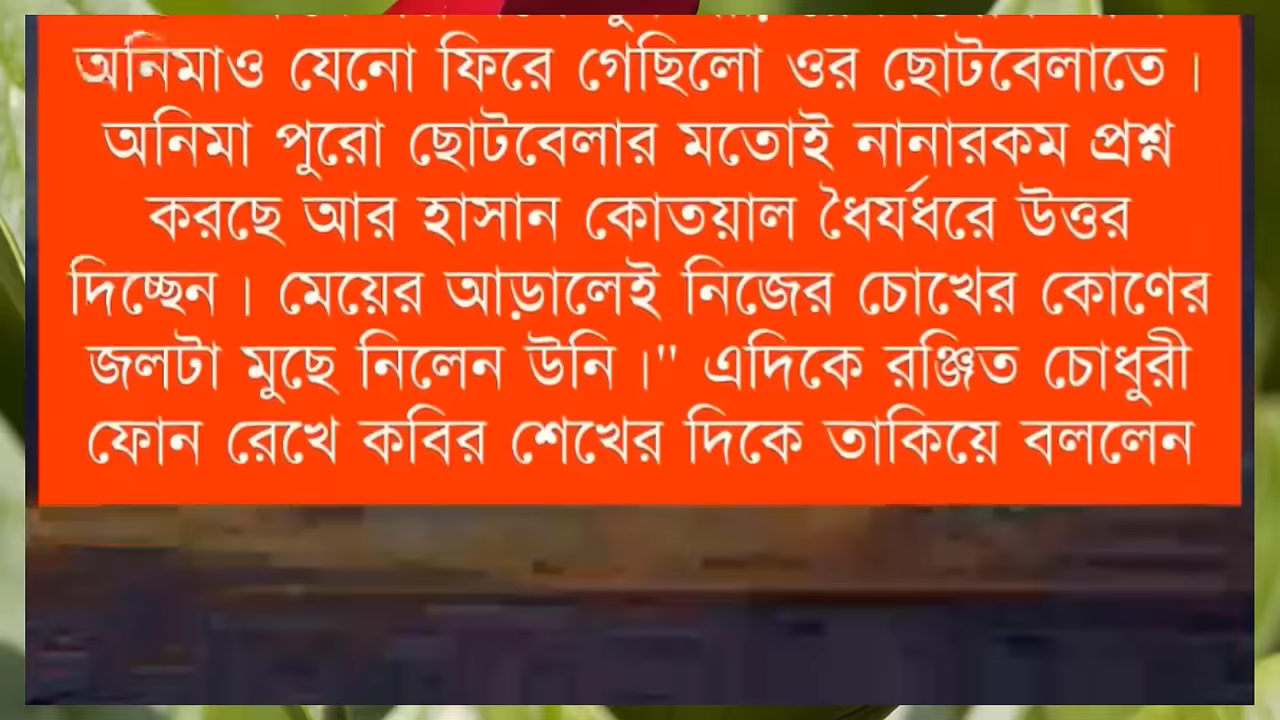 অনিমাও যেনো ফিরে গেছিলো ওর ছোটবেলাতে ।
অনিমা পুরো ছোটবেলার মতোই নানারকম প্রশ্ন
করছে আর হাসান কোতয়াল ধৈর্যধরে উত্তর
দিচ্ছেন । মেয়ের আড়ালেই নিজের চোখের কোণের
জলটা মুছে নিলেন উনি ।" এদিকে রঞ্জিত চোধুরী
ফোন রেখে কবির শেখের দিকে তাকিয়ে বললেন